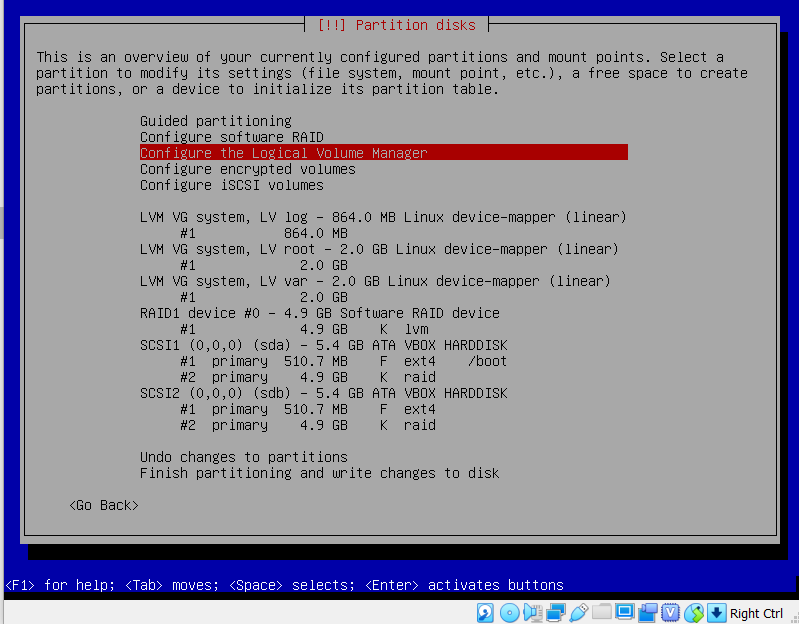 [!!] Partition disks
This is an overview of your currently configured partitions and mount points. Select a
partition to modify its settings (file system, mount point, etc.), a free space to create
partitions, or a device to initialize its partition table.
Guided partitioning
Configure software RAID
Configure the Logical Volume Manager
Configure encrypted volumes
Configure iSCSI volumes
LVM VG system, LV log - 864.0 MB Linux device-mapper (linear)
#1 864.0 MB
LVM VG system, LV root - 2.0 GB Linux device-mapper (linear)
#1 2.0 GB
LVM VG system, LV var - 2.0 GB Linux device-mapper (linear)
#1 2.0 GB
RAID1 device #0 - 4.9 GB Software RAID device
#1 4.9 GB K lvm
SCSI1 (0,0,0) (sda) - 5.4 GB ATA VBOX HARDDISK
#1 primary 510.7 MB F ext4 /boot
#2 primary 4.9 GB K raid
SCSI2 (0,0,0) (sdb) - 5.4 GB ATA VBOX HARDDISK
#1 primary 510.7 MB F ext4
#2 primary 4.9 GB K raid
Undo changes to partitions
Finish partitioning and write changes to disk
<Go Back>
<F1> for help; <Tab> moves; <Space> selects; <Enter> activates buttons
Right Ctrl